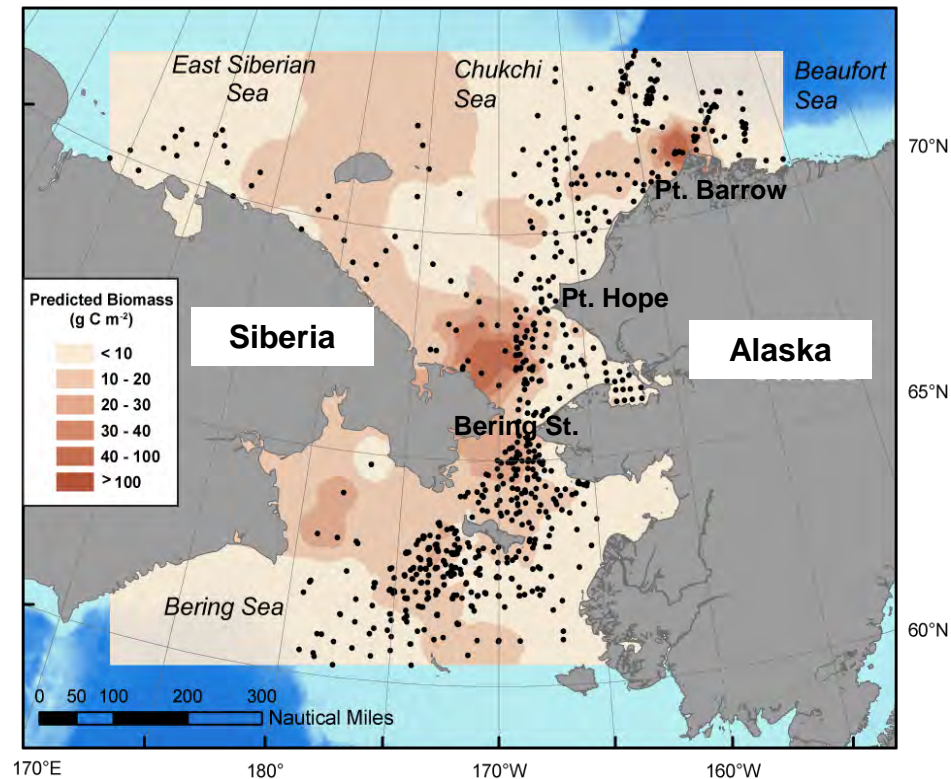 East Siberian
Sea
Chukchi
Sea
Beaufort
Sea
70°N
Pt. Barrow
Predicted Biomass
(g C m⁻²)
< 10
10 - 20
20 - 30
30 - 40
40 - 100
> 100
Siberia
Pt. Hope
Alaska
65°N
Bering St.
Bering Sea
60°N
0 50 100 200 300
Nautical Miles
170°E 180° 170°W 160°W